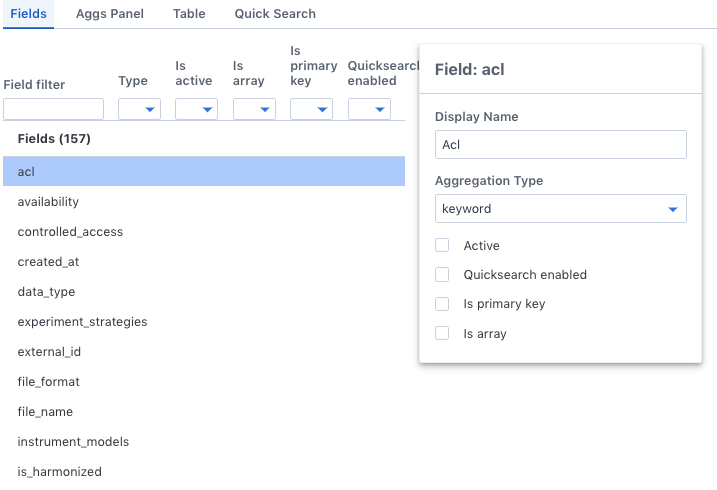 Fields Aggs Panel Table Quick Search
Field filter Type Is active Is array Is primary key Quicksearch enabled
Fields (157)
acl
availability
controlled_access
created_at
data_type
experiment_strategies
external_id
file_format
file_name
instrument_models
is_harmonized
Field: acl
Display Name
Acl
Aggregation Type
keyword
Active
Quicksearch enabled
Is primary key
Is array